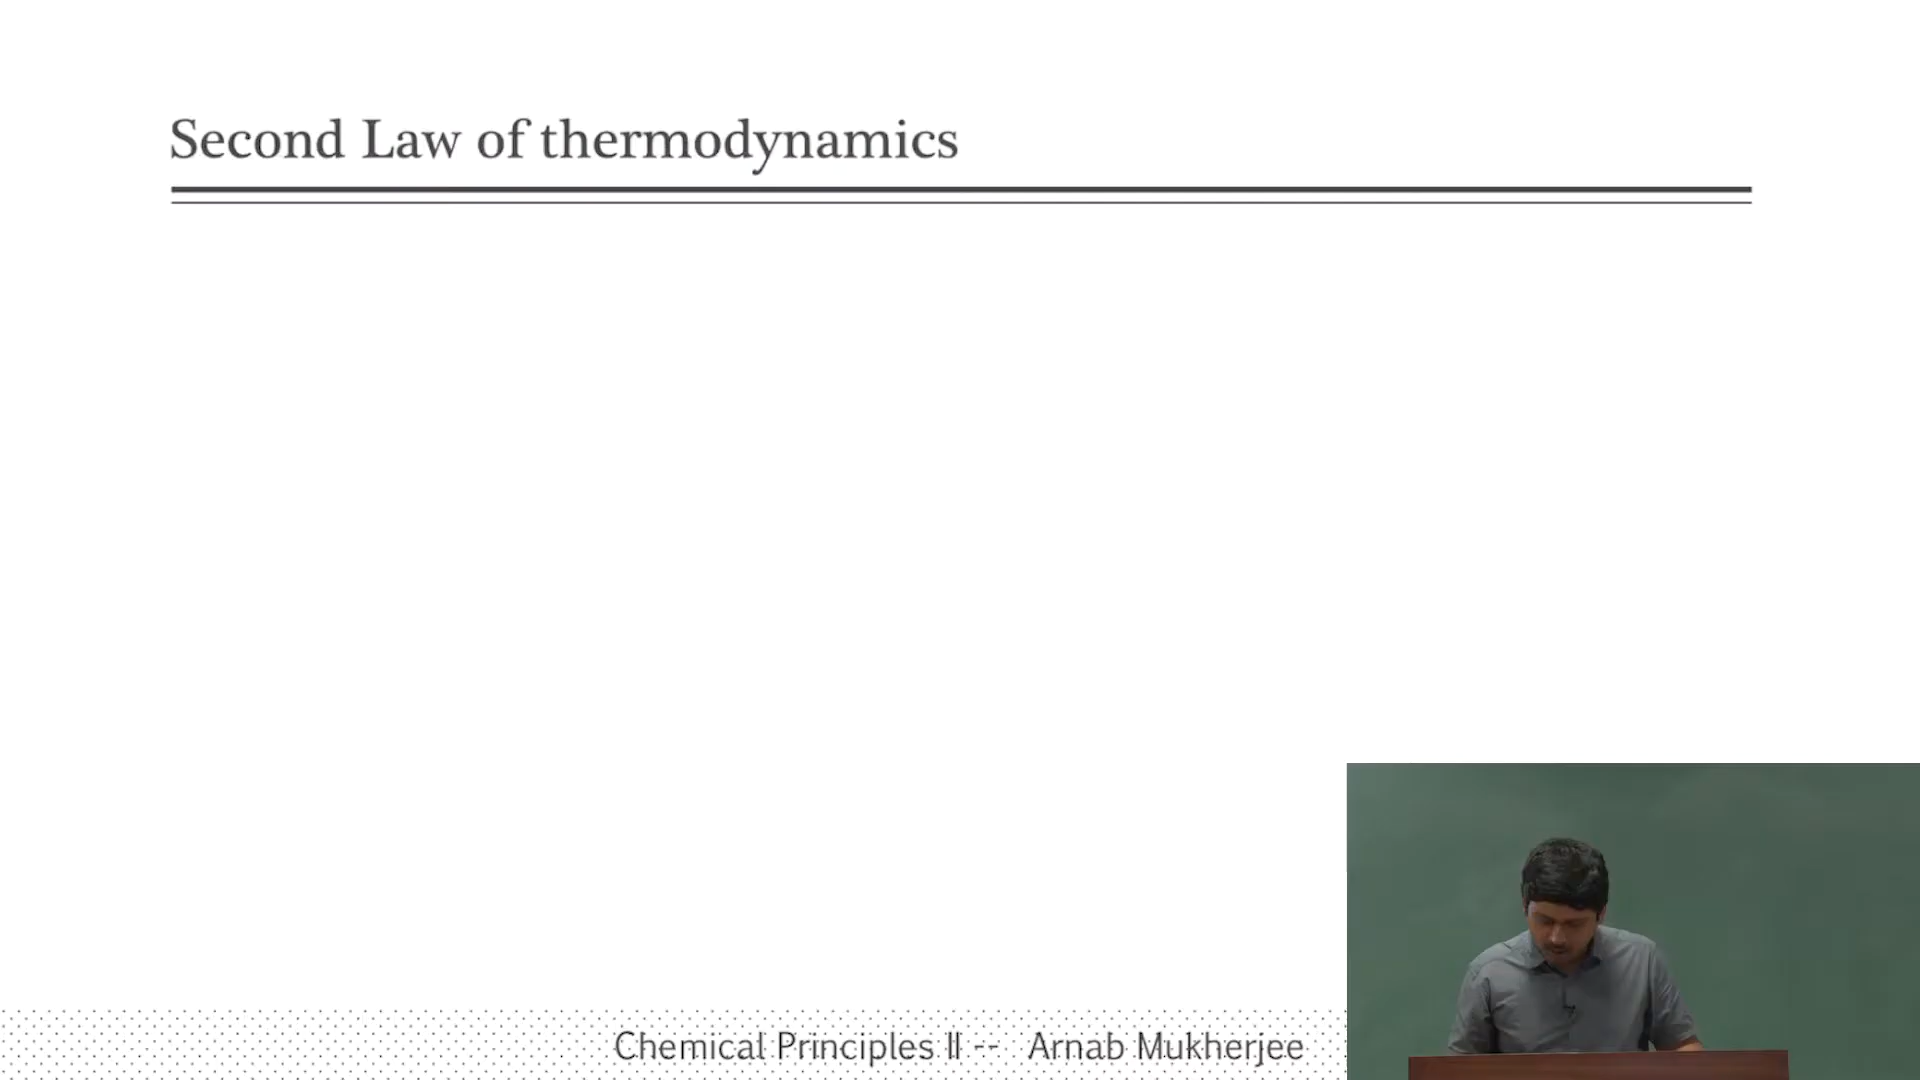 Second Law of thermodynamics
Chemical Principles II -- Arnab Mukherjee